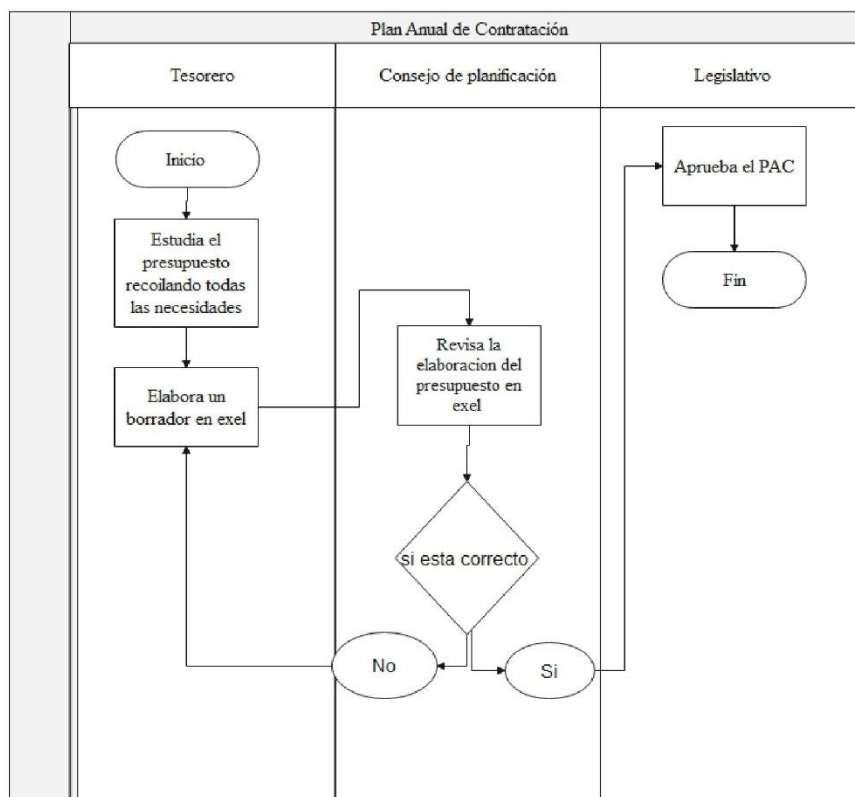 Plan Anual de Contratación
Tesorero
Consejo de planificación
Legislativo
Inicio
Estudia el
presupuesto
recoilando todas
las necesidades
Elabora un
borrador en exel
Revisa la
elaboracion del
presupuesto en
exel
si esta correcto
No
Si
Aprueba el PAC
Fin